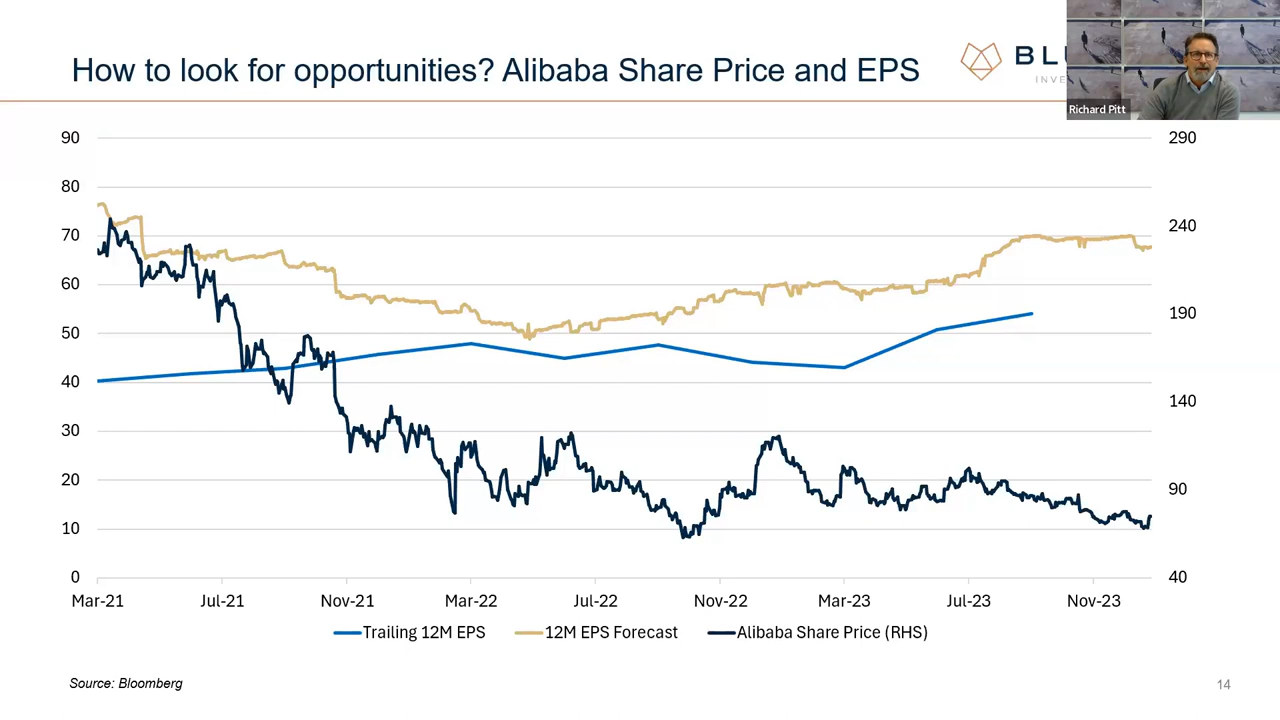 How to look for opportunities? Alibaba Share Price and EPS
BL
INVE
Richard Pitt
90
80
70
60
50
40
30
20
10
0
290
240
190
140
90
40
Mar-21 Jul-21 Nov-21 Mar-22 Jul-22 Nov-22 Mar-23 Jul-23 Nov-23
Trailing 12M EPS 12M EPS Forecast Alibaba Share Price (RHS)
Source: Bloomberg
14